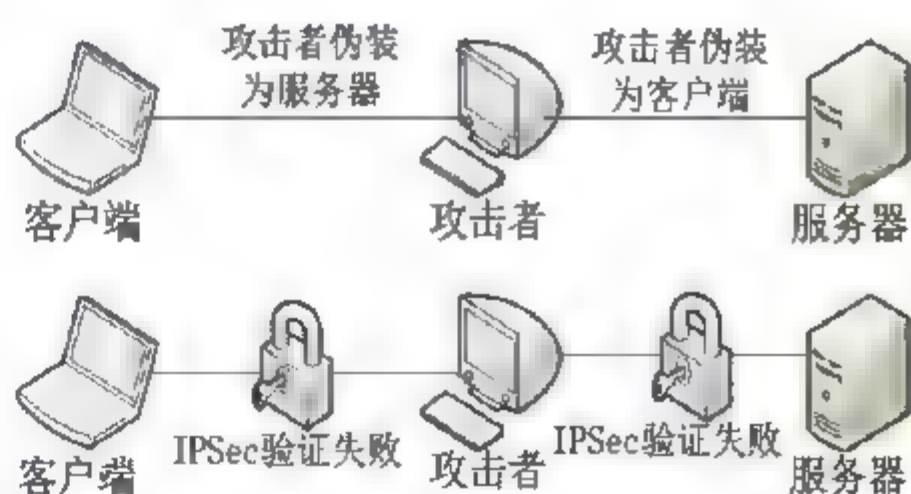 攻击者伪装
为服务器
攻击者伪装
为客户端
客户端
攻击者
服务器
IPSec验证失败
IPSec验证失败
客户端
攻击者
服务器